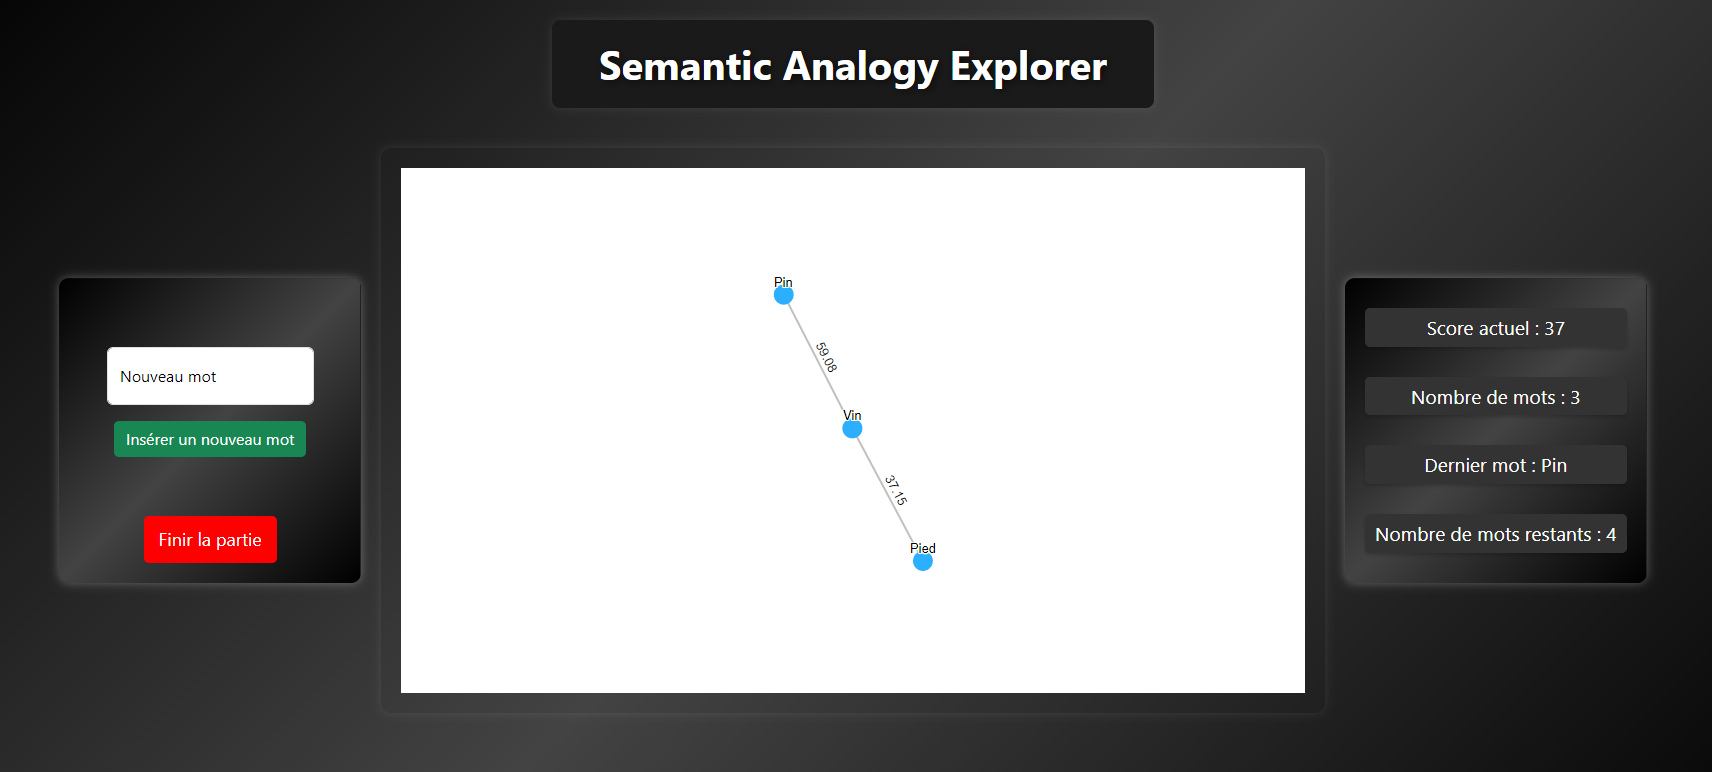 Semantic Analogy Explorer
Nouveau mot
Insérer un nouveau mot
Finir la partie
Pin
59.08
Vin
37.15
Pied
Score actuel : 37
Nombre de mots : 3
Dernier mot : Pin
Nombre de mots restants : 4